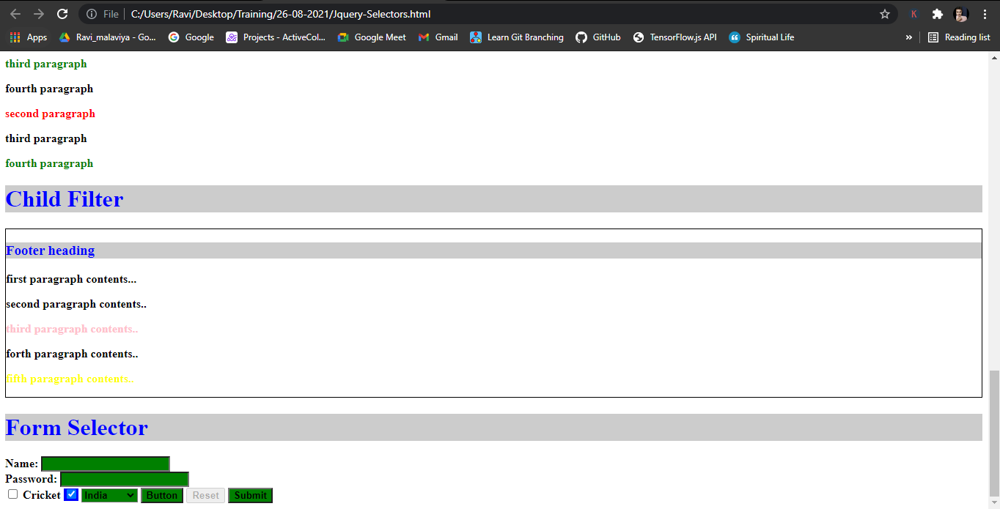 File C:/Users/Ravi/Desktop/Training/26-08-2021/Jquery-Selectors.html K
Apps Ravi_malaviya - Go... Google Projects - ActiveCol... Google Meet Gmail Learn Git Branching GitHub TensorFlow.js API Spiritual Life » Reading list
third paragraph
fourth paragraph
second paragraph
third paragraph
fourth paragraph
Child Filter
Footer heading
first paragraph contents...
second paragraph contents..
third paragraph contents..
forth paragraph contents..
fifth paragraph contents..
Form Selector
Name:
Password:
Cricket India Button Reset Submit